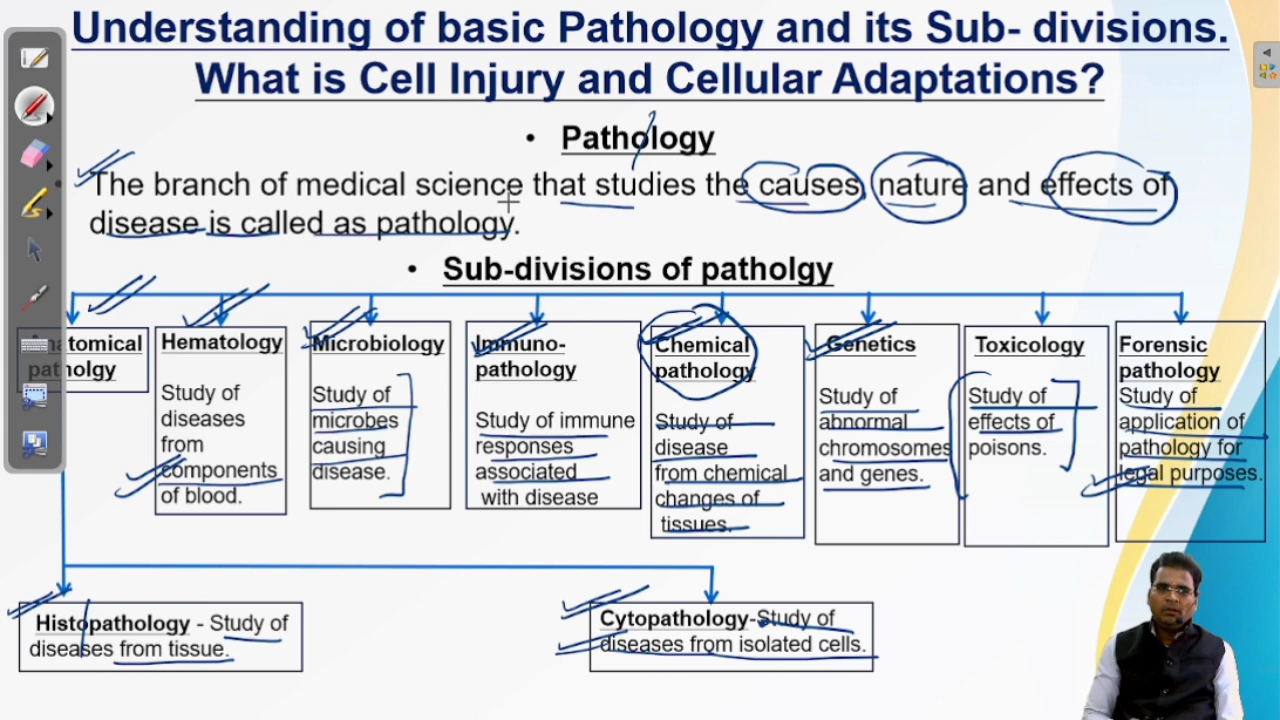 Understanding of basic Pathology and its Sub- divisions.
What is Cell Injury and Cellular Adaptations?
• Pathology
The branch of medical science that studies the causes, nature and effects of
disease is called as pathology.
• Sub-divisions of patholgy
Hematology
Study of
diseases
from
components
of blood.
Microbiology
Study of
microbes
causing
disease.
Immuno-
pathology
Study of immune
responses
associated
with disease
Chemical
pathology
Study of
disease
from chemical
changes of
tissues.
Genetics
Study of
abnormal
chromosomes
and genes.
Toxicology
Study of
effects of
poisons.
Forensic
pathology
Study of
application of
pathology for
legal purposes.
Histopathology - Study of
diseases from tissue.
Cytopathology-Study of
diseases from isolated cells.